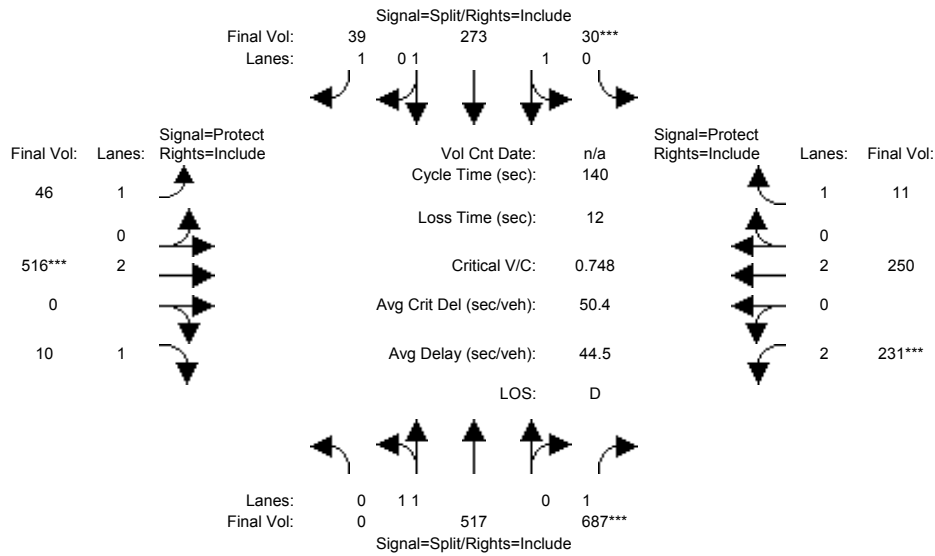 Signal=Split/Rights=Include
Final Vol: 39 273 30***
Lanes: 1 0 1 1 0
Signal=Protect Signal=Protect
Final Vol: Lanes: Rights=Include Vol Cnt Date: n/a Rights=Include Lanes: Final Vol:
Cycle Time (sec): 140
46 1 1 11
Loss Time (sec): 12
0 0
516*** 2 Critical V/C: 0.748 2 250
0 0 Avg Crit Del (sec/veh): 50.4 0
10 1 Avg Delay (sec/veh): 44.5 2 231***
LOS: D
Lanes: 0 1 1 0 1
Final Vol: 0 517 687***
Signal=Split/Rights=Include